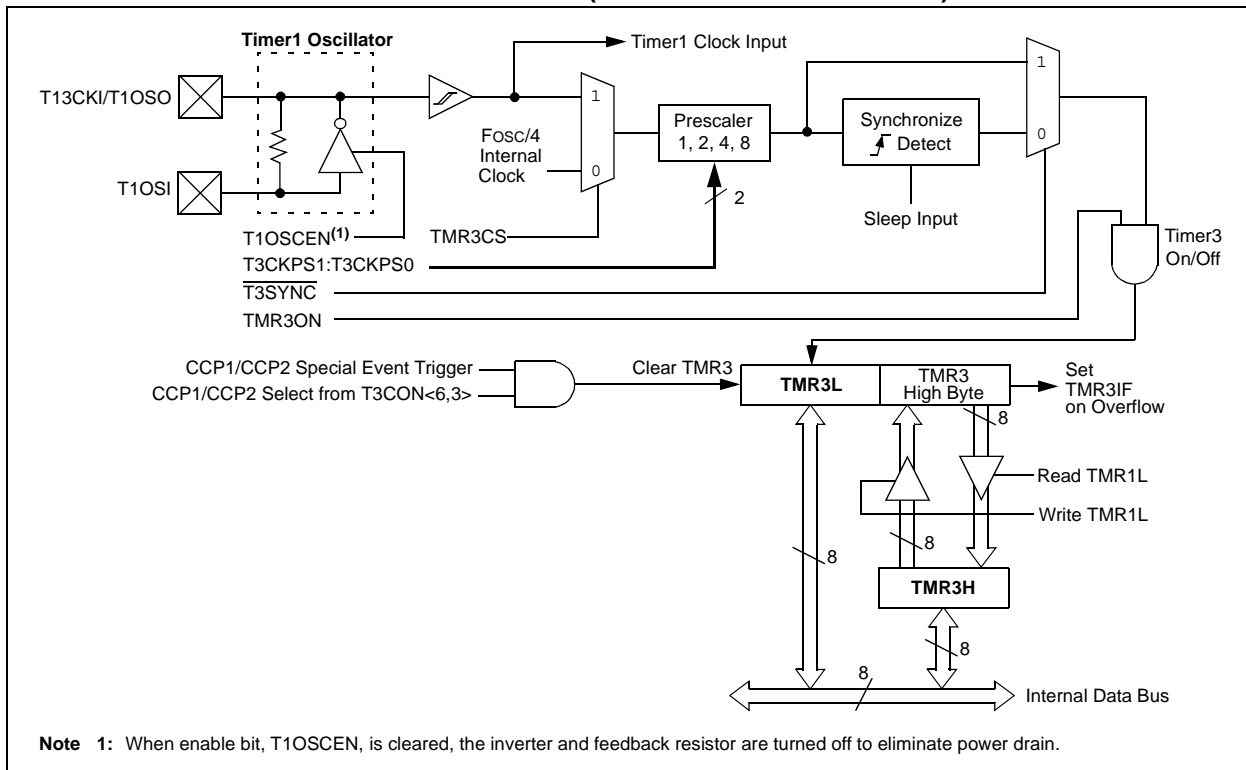 Timer1 Oscillator
Timer1 Clock Input
T13CKI/T1OSO
1
1
FOSC/4
Internal
Clock
0
Prescaler
1, 2, 4, 8
Synchronize
Detect
0
T1OSI
2
Sleep Input
T1OSCEN(1)
TMR3CS
Timer3
On/Off
T3CKPS1:T3CKPS0
T3SYNC
TMR3ON
CCP1/CCP2 Special Event Trigger
CCP1/CCP2 Select from T3CON<6,3>
Clear TMR3
TMR3L
TMR3
High Byte
Set
TMR3IF
on Overflow
8
Read TMR1L
Write TMR1L
8
8
TMR3H
8
8
Internal Data Bus
Note 1: When enable bit, T1OSCEN, is cleared, the inverter and feedback resistor are turned off to eliminate power drain.